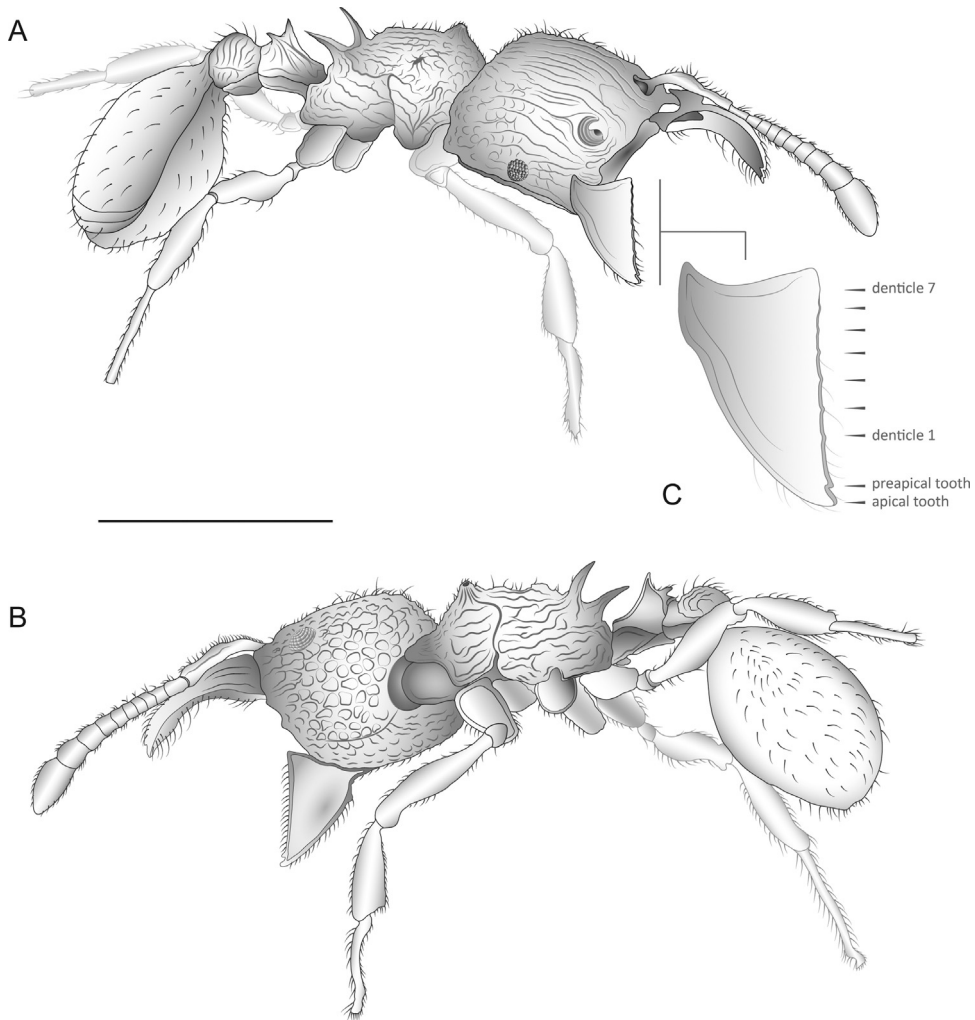 A
denticle 7
denticle 1
preapical tooth
C
apical tooth
B